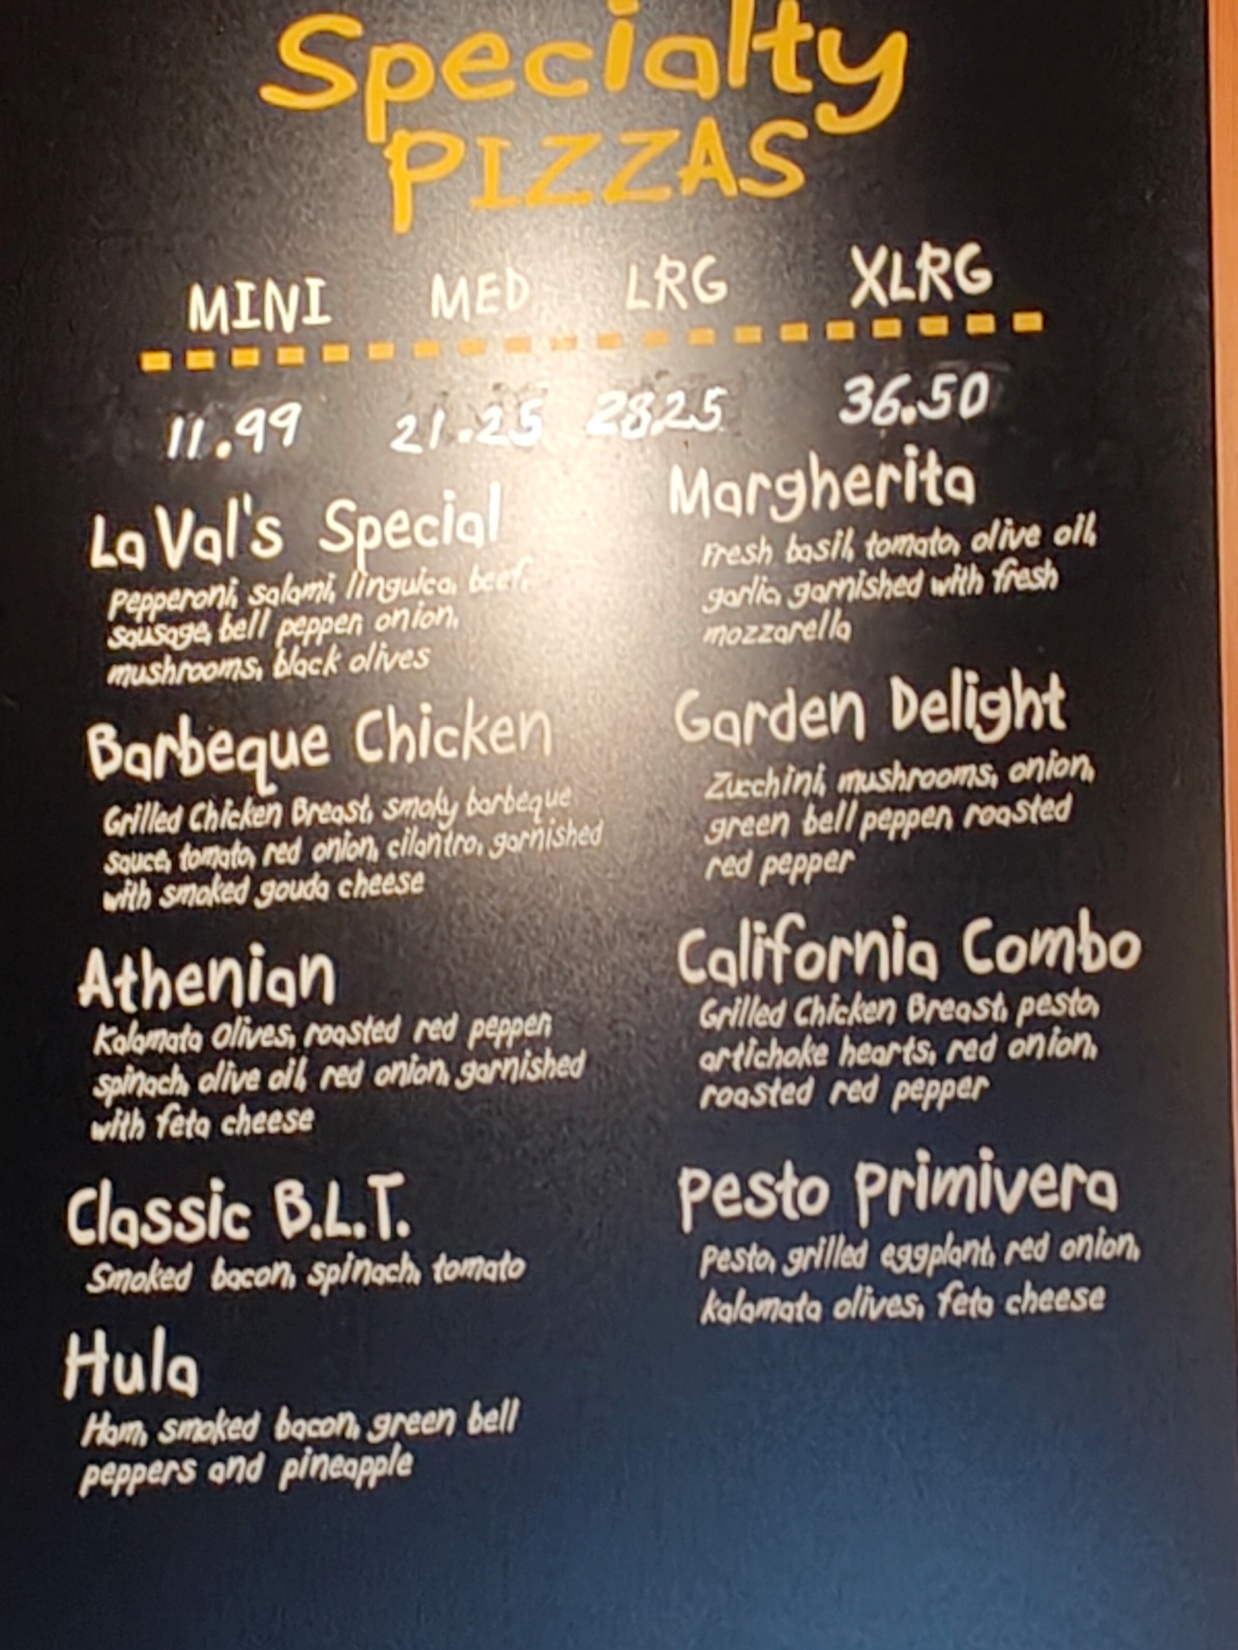 Specialty
PIZZAS
MINI MED LRG XLRG
11.99 21.25 2825 36.50
La Val's Special
Pepperoni, salami, linguica, beef,
sausage, bell pepper, onion,
mushrooms, black olives
Barbeque Chicken
Grilled Chicken Breast, smoky barbeque
sauce, tomato, red onion, cilantro, garnished
with smoked gouda cheese
Athenian
Kalamata Olives, roasted red pepper,
spinach, olive oil, red onion, garnished
with feta cheese
Classic B.L.T.
Smoked bacon, spinach, tomato
Hula
Ham, smoked bacon, green bell
peppers and pineapple
Margherita
Fresh basil, tomato, olive oil,
garlic, garnished with fresh
mozzarella
Garden Delight
Zucchini, mushrooms, onion,
green bell pepper, roasted
red pepper
California Combo
Grilled Chicken Breast, pesto,
artichoke hearts, red onion,
roasted red pepper
Pesto Primivera
Pesto, grilled eggplant, red onion,
kalamata olives, feta cheese